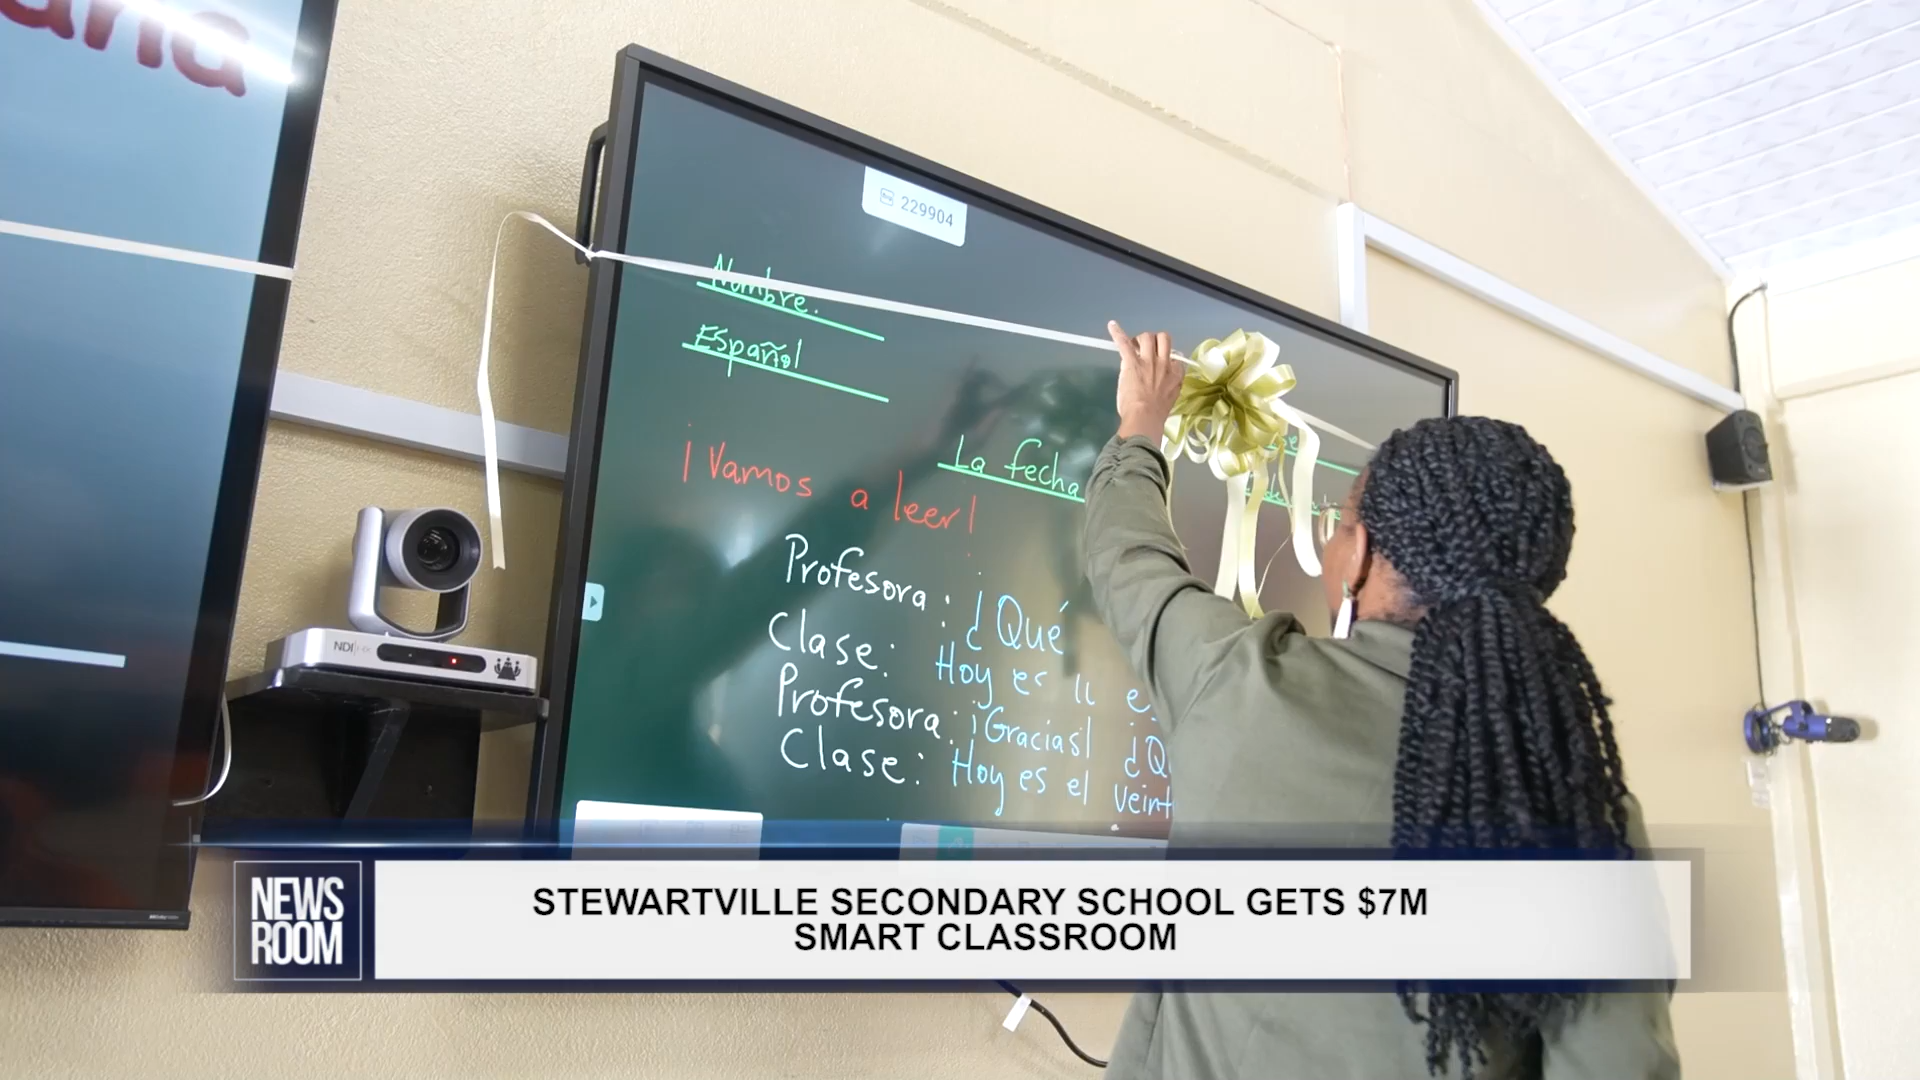 229904
Nombre:
Español
La fecha
¡Vamos a leer!
Profesora: ¿Qué
Clase: Hoy es
Profesora: ¡Gracias!
Clase: Hoy es el
NDI
NEWS
ROOM
STEWARTVILLE SECONDARY SCHOOL GETS $7M
SMART CLASSROOM